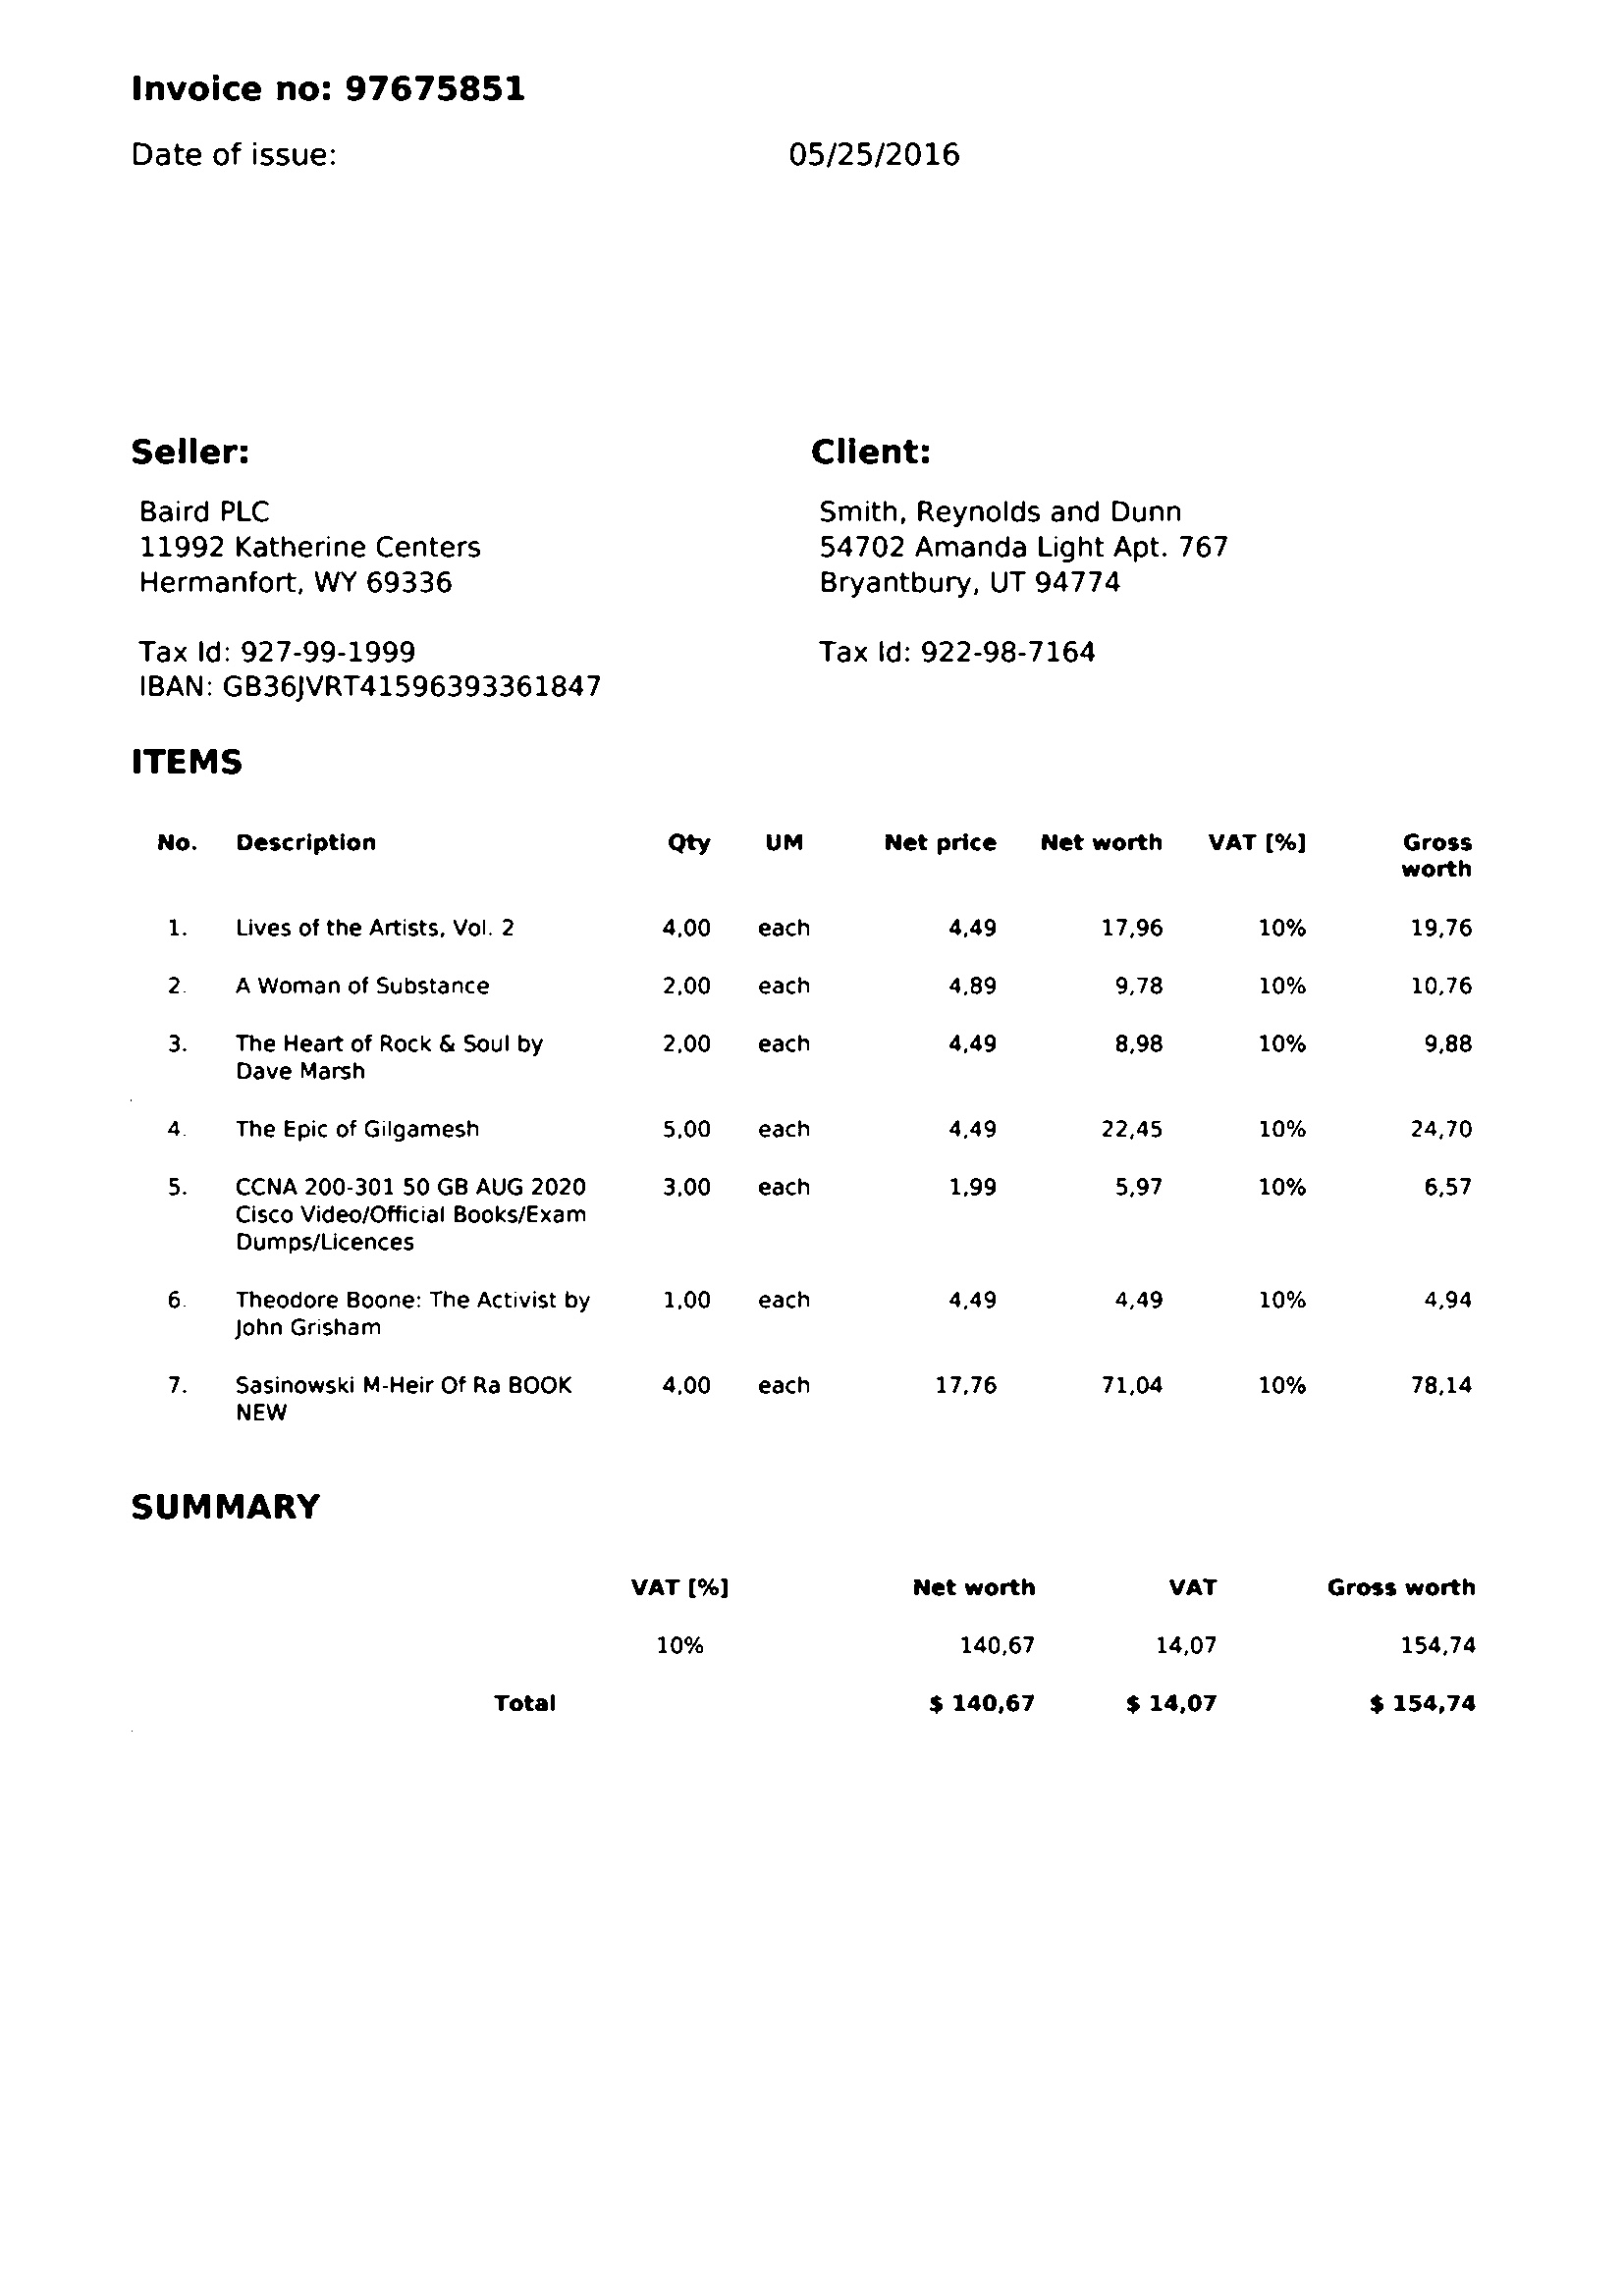 Invoice no: 97675851
Date of issue: 05/25/2016
Seller: Client:
Baird PLC Smith, Reynolds and Dunn
11992 Katherine Centers 54702 Amanda Light Apt. 767
Hermanfort, WY 69336 Bryantbury, UT 94774
Tax Id: 927-99-1999 Tax Id: 922-98-7164
IBAN: GB36JVRT41596393361847
ITEMS
No. Description Qty UM Net price Net worth VAT [%] Gross
worth
1. Lives of the Artists, Vol. 2 4,00 each 4,49 17,96 10% 19,76
2. A Woman of Substance 2,00 each 4,89 9,78 10% 10,76
3. The Heart of Rock & Soul by 2,00 each 4,49 8,98 10% 9,88
Dave Marsh
4. The Epic of Gilgamesh 5,00 each 4,49 22,45 10% 24,70
5. CCNA 200-301 50 GB AUG 2020 3,00 each 1,99 5,97 10% 6,57
Cisco Video/Official Books/Exam
Dumps/Licences
6. Theodore Boone: The Activist by 1,00 each 4,49 4,49 10% 4,94
John Grisham
7. Sasinowski M-Heir Of Ra BOOK 4,00 each 17,76 71,04 10% 78,14
NEW
SUMMARY
VAT [%] Net worth VAT Gross worth
10% 140,67 14,07 154,74
Total $ 140,67 $ 14,07 $ 154,74